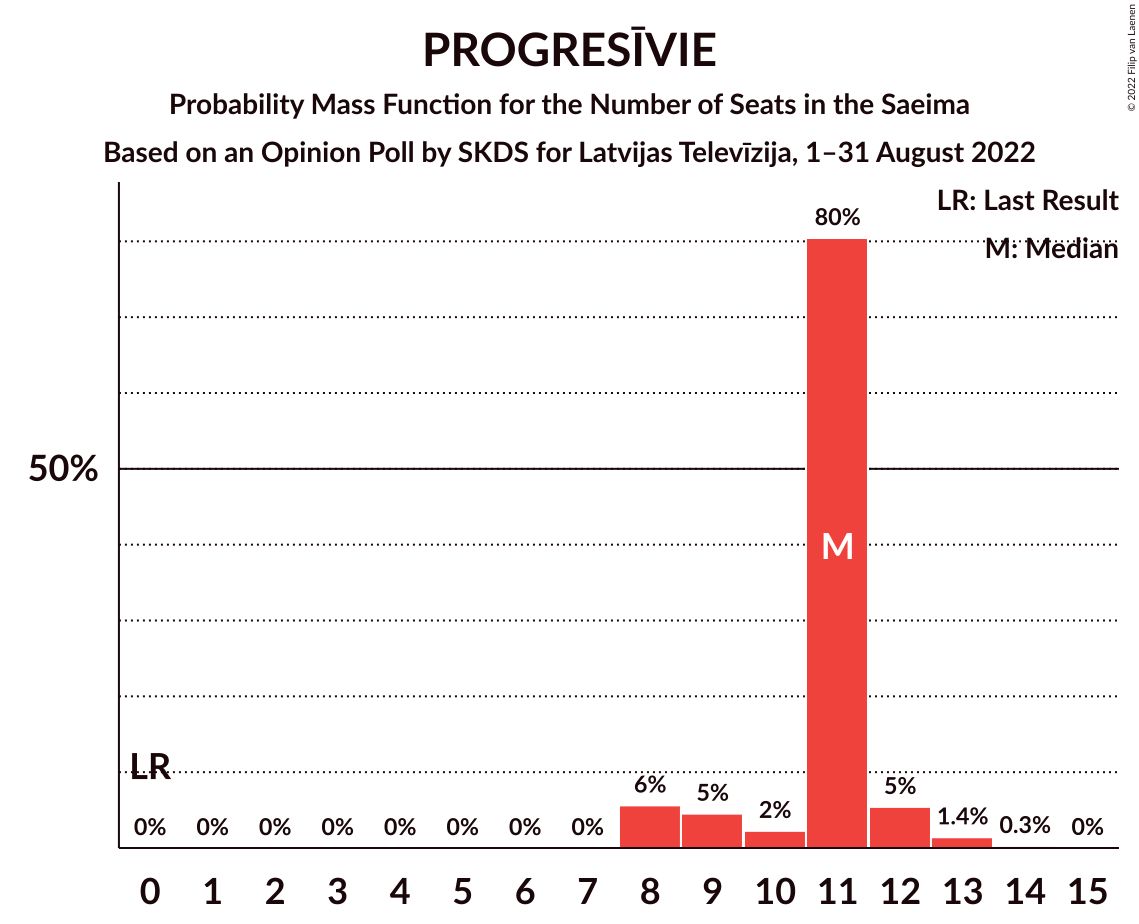 PROGRESĪVIE
Probability Mass Function for the Number of Seats in the Saeima
Based on an Opinion Poll by SKDS for Latvijas Televīzija, 1–31 August 2022
© 2022 Filip van Laenen
LR: Last Result
M: Median
80%
50%
M
LR
0% 0% 0% 0% 0% 0% 0% 0% 6% 5% 2% 5% 1.4% 0.3% 0%
0 1 2 3 4 5 6 7 8 9 10 11 12 13 14 15